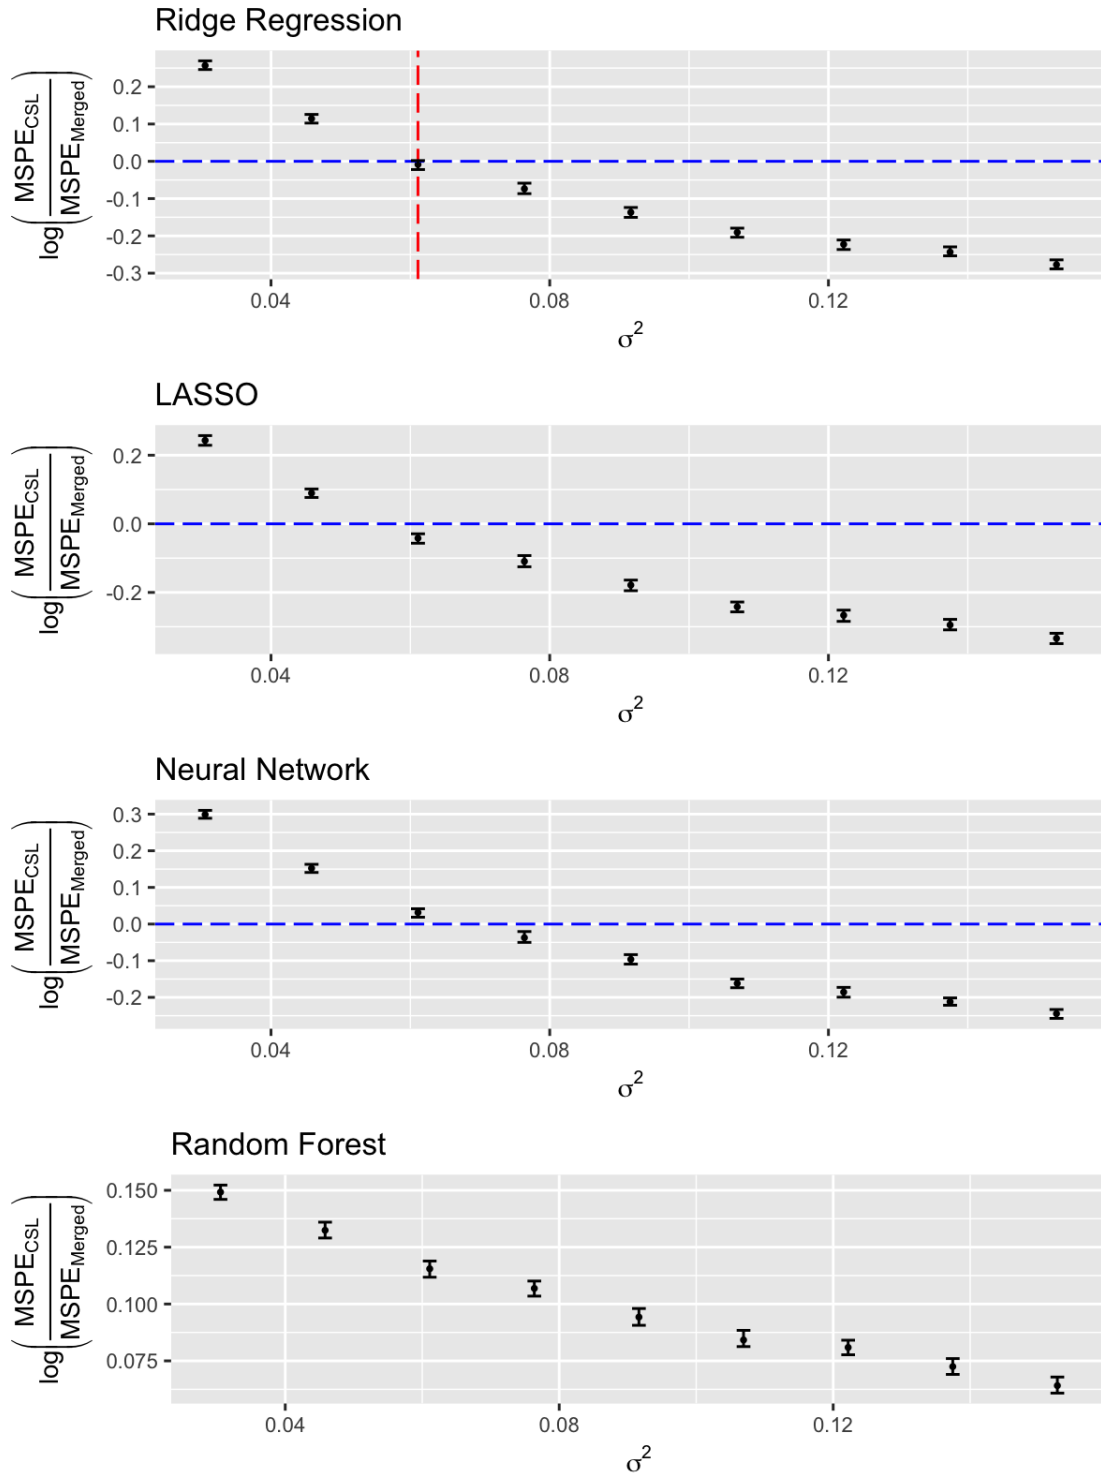 Ridge Regression
log(MSPE_CSL / MSPE_Merged)
0.2
0.1
0.0
-0.1
-0.2
-0.3
0.04 0.08 0.12
σ²
LASSO
log(MSPE_CSL / MSPE_Merged)
0.2
0.0
-0.2
0.04 0.08 0.12
σ²
Neural Network
log(MSPE_CSL / MSPE_Merged)
0.3
0.2
0.1
0.0
-0.1
-0.2
0.04 0.08 0.12
σ²
Random Forest
log(MSPE_CSL / MSPE_Merged)
0.150
0.125
0.100
0.075
0.04 0.08 0.12
σ²